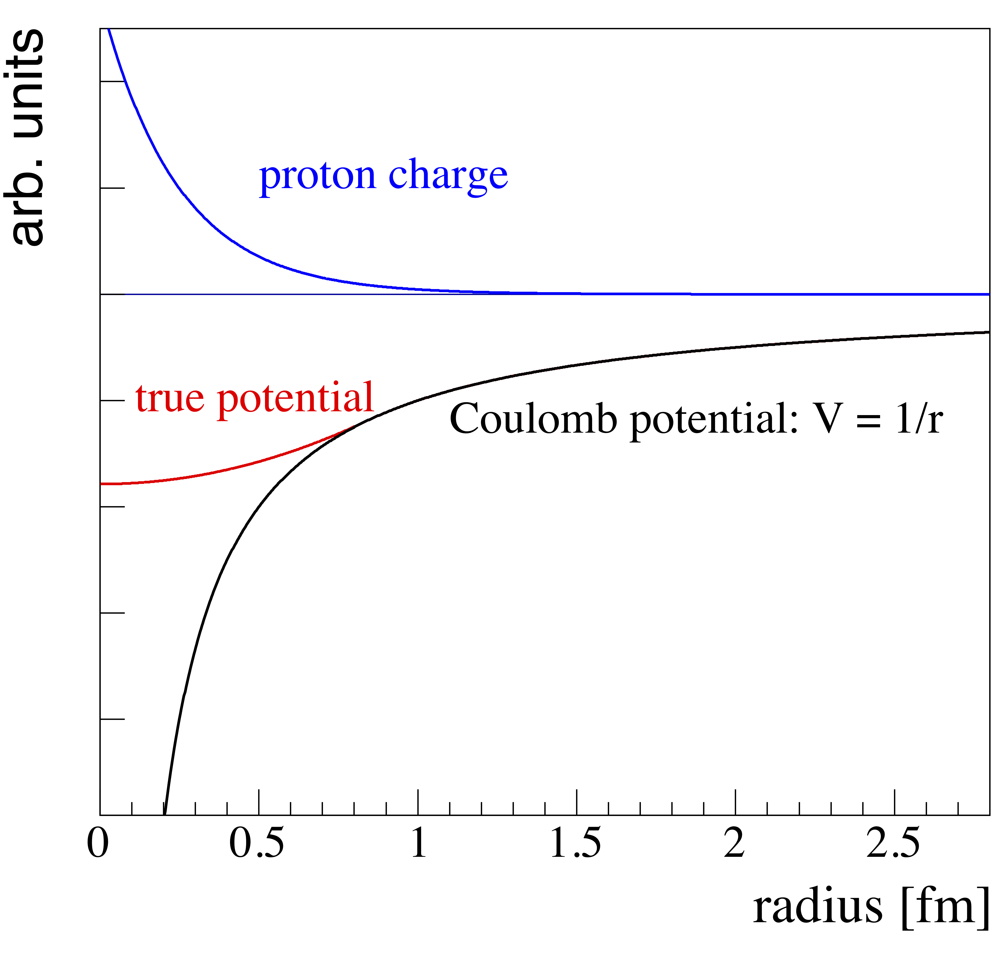 arb. units
proton charge
true potential
Coulomb potential: V = 1/r
0 0.5 1 1.5 2 2.5
radius [fm]